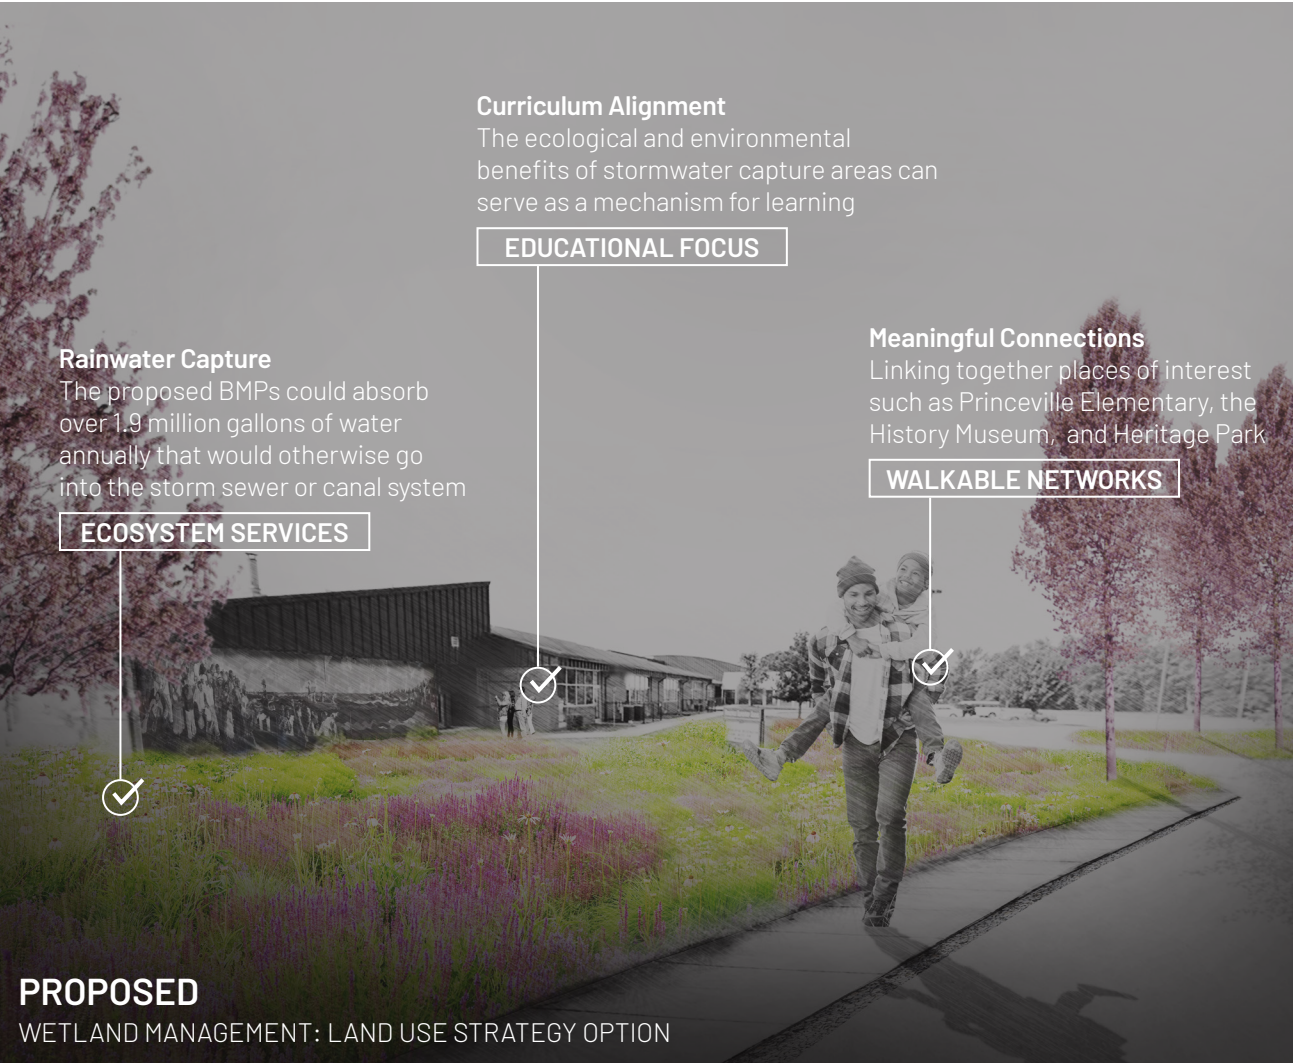 Curriculum Alignment
The ecological and environmental
benefits of stormwater capture areas can
serve as a mechanism for learning
EDUCATIONAL FOCUS
Meaningful Connections
Linking together places of interest
such as Princeville Elementary, the
History Museum, and Heritage Park
WALKABLE NETWORKS
Rainwater Capture
The proposed BMPs could absorb
over 1.9 million gallons of water
annually that would otherwise go
into the storm sewer or canal system
ECOSYSTEM SERVICES
PROPOSED
WETLAND MANAGEMENT: LAND USE STRATEGY OPTION